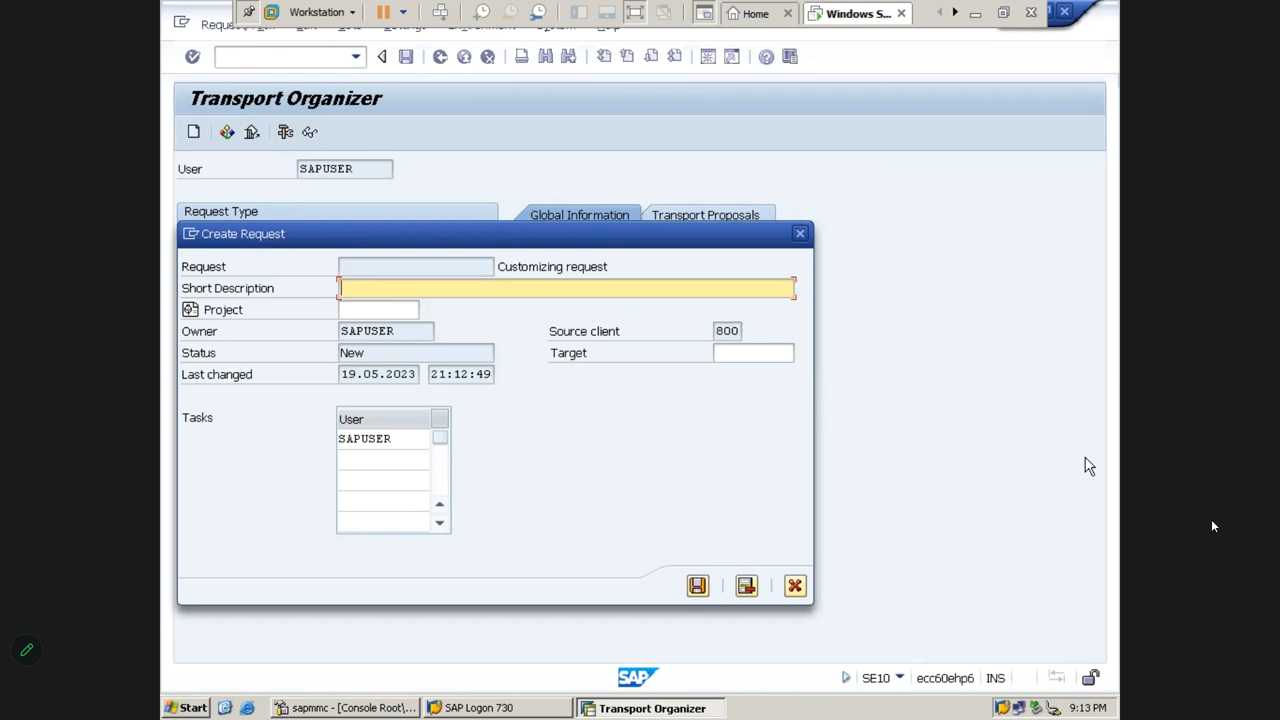 Workstation
Home
Windows S...
Transport Organizer
User SAPUSER
Request Type Global Information Transport Proposals
Create Request
Request Customizing request
Short Description
Project
Owner SAPUSER Source client 800
Status New Target
Last changed 19.05.2023 21:12:49
Tasks User
SAPUSER
SAP SE10 ecc60ehp6 INS
Start sapmmc - [Console Root\... SAP Logon 730 Transport Organizer 9:13 PM